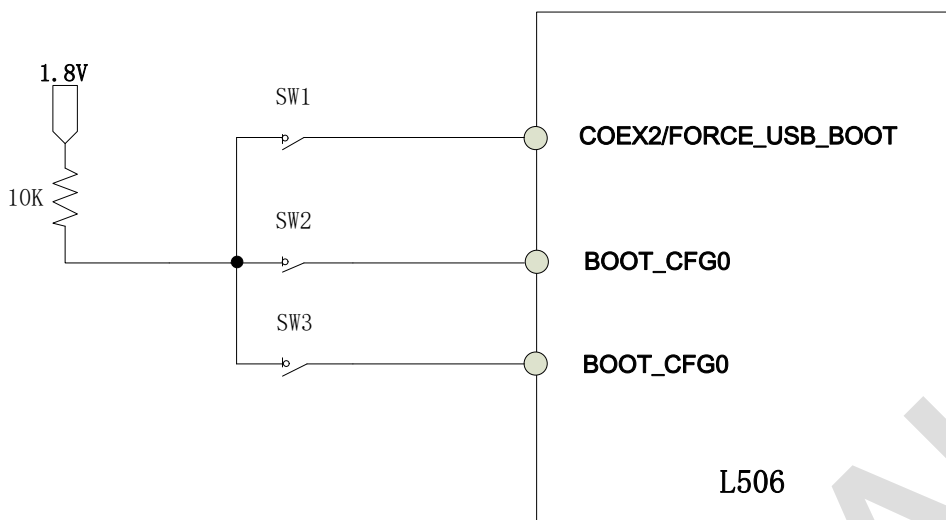 1.8V
SW1
COEX2/FORCE_USB_BOOT
10K
SW2
BOOT_CFG0
SW3
BOOT_CFG0
L506